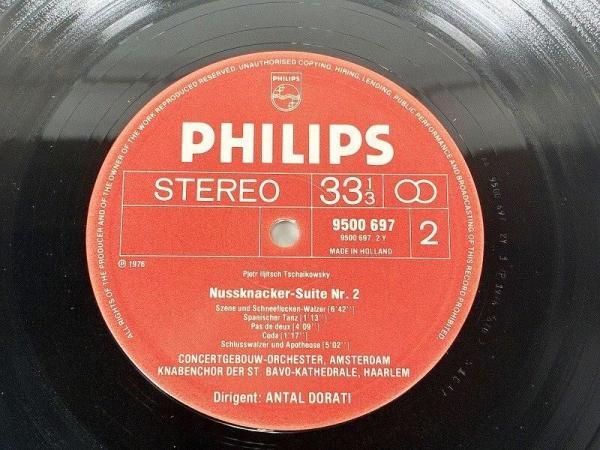 ALL RIGHTS OF THE PRODUCER AND OF THE OWNER OF THE WORK REPRODUCED RESERVED. UNAUTHORISED COPYING, HIRING, LENDING, PUBLIC PERFORMANCE AND BROADCASTING OF THIS RECORD PROHIBITED.
PHILIPS
PHILIPS
STEREO 33 1/3
9500 697
9500 697. 2 Y
MADE IN HOLLAND
2
℗ 1976
Pjotr Iljitsch Tschaikowsky
Nussknacker-Suite Nr. 2
Szene und Schneeflocken-Walzer [6'42'']
Spanischer Tanz [1'13'']
Pas de deux [4'09'']
Coda [1'17'']
Schlusswalzer und Apotheose [5'02'']
CONCERTGEBOUW-ORCHESTER, AMSTERDAM
KNABENCHOR DER ST. BAVO-KATHEDRALE, HAARLEM
Dirigent: ANTAL DORATI